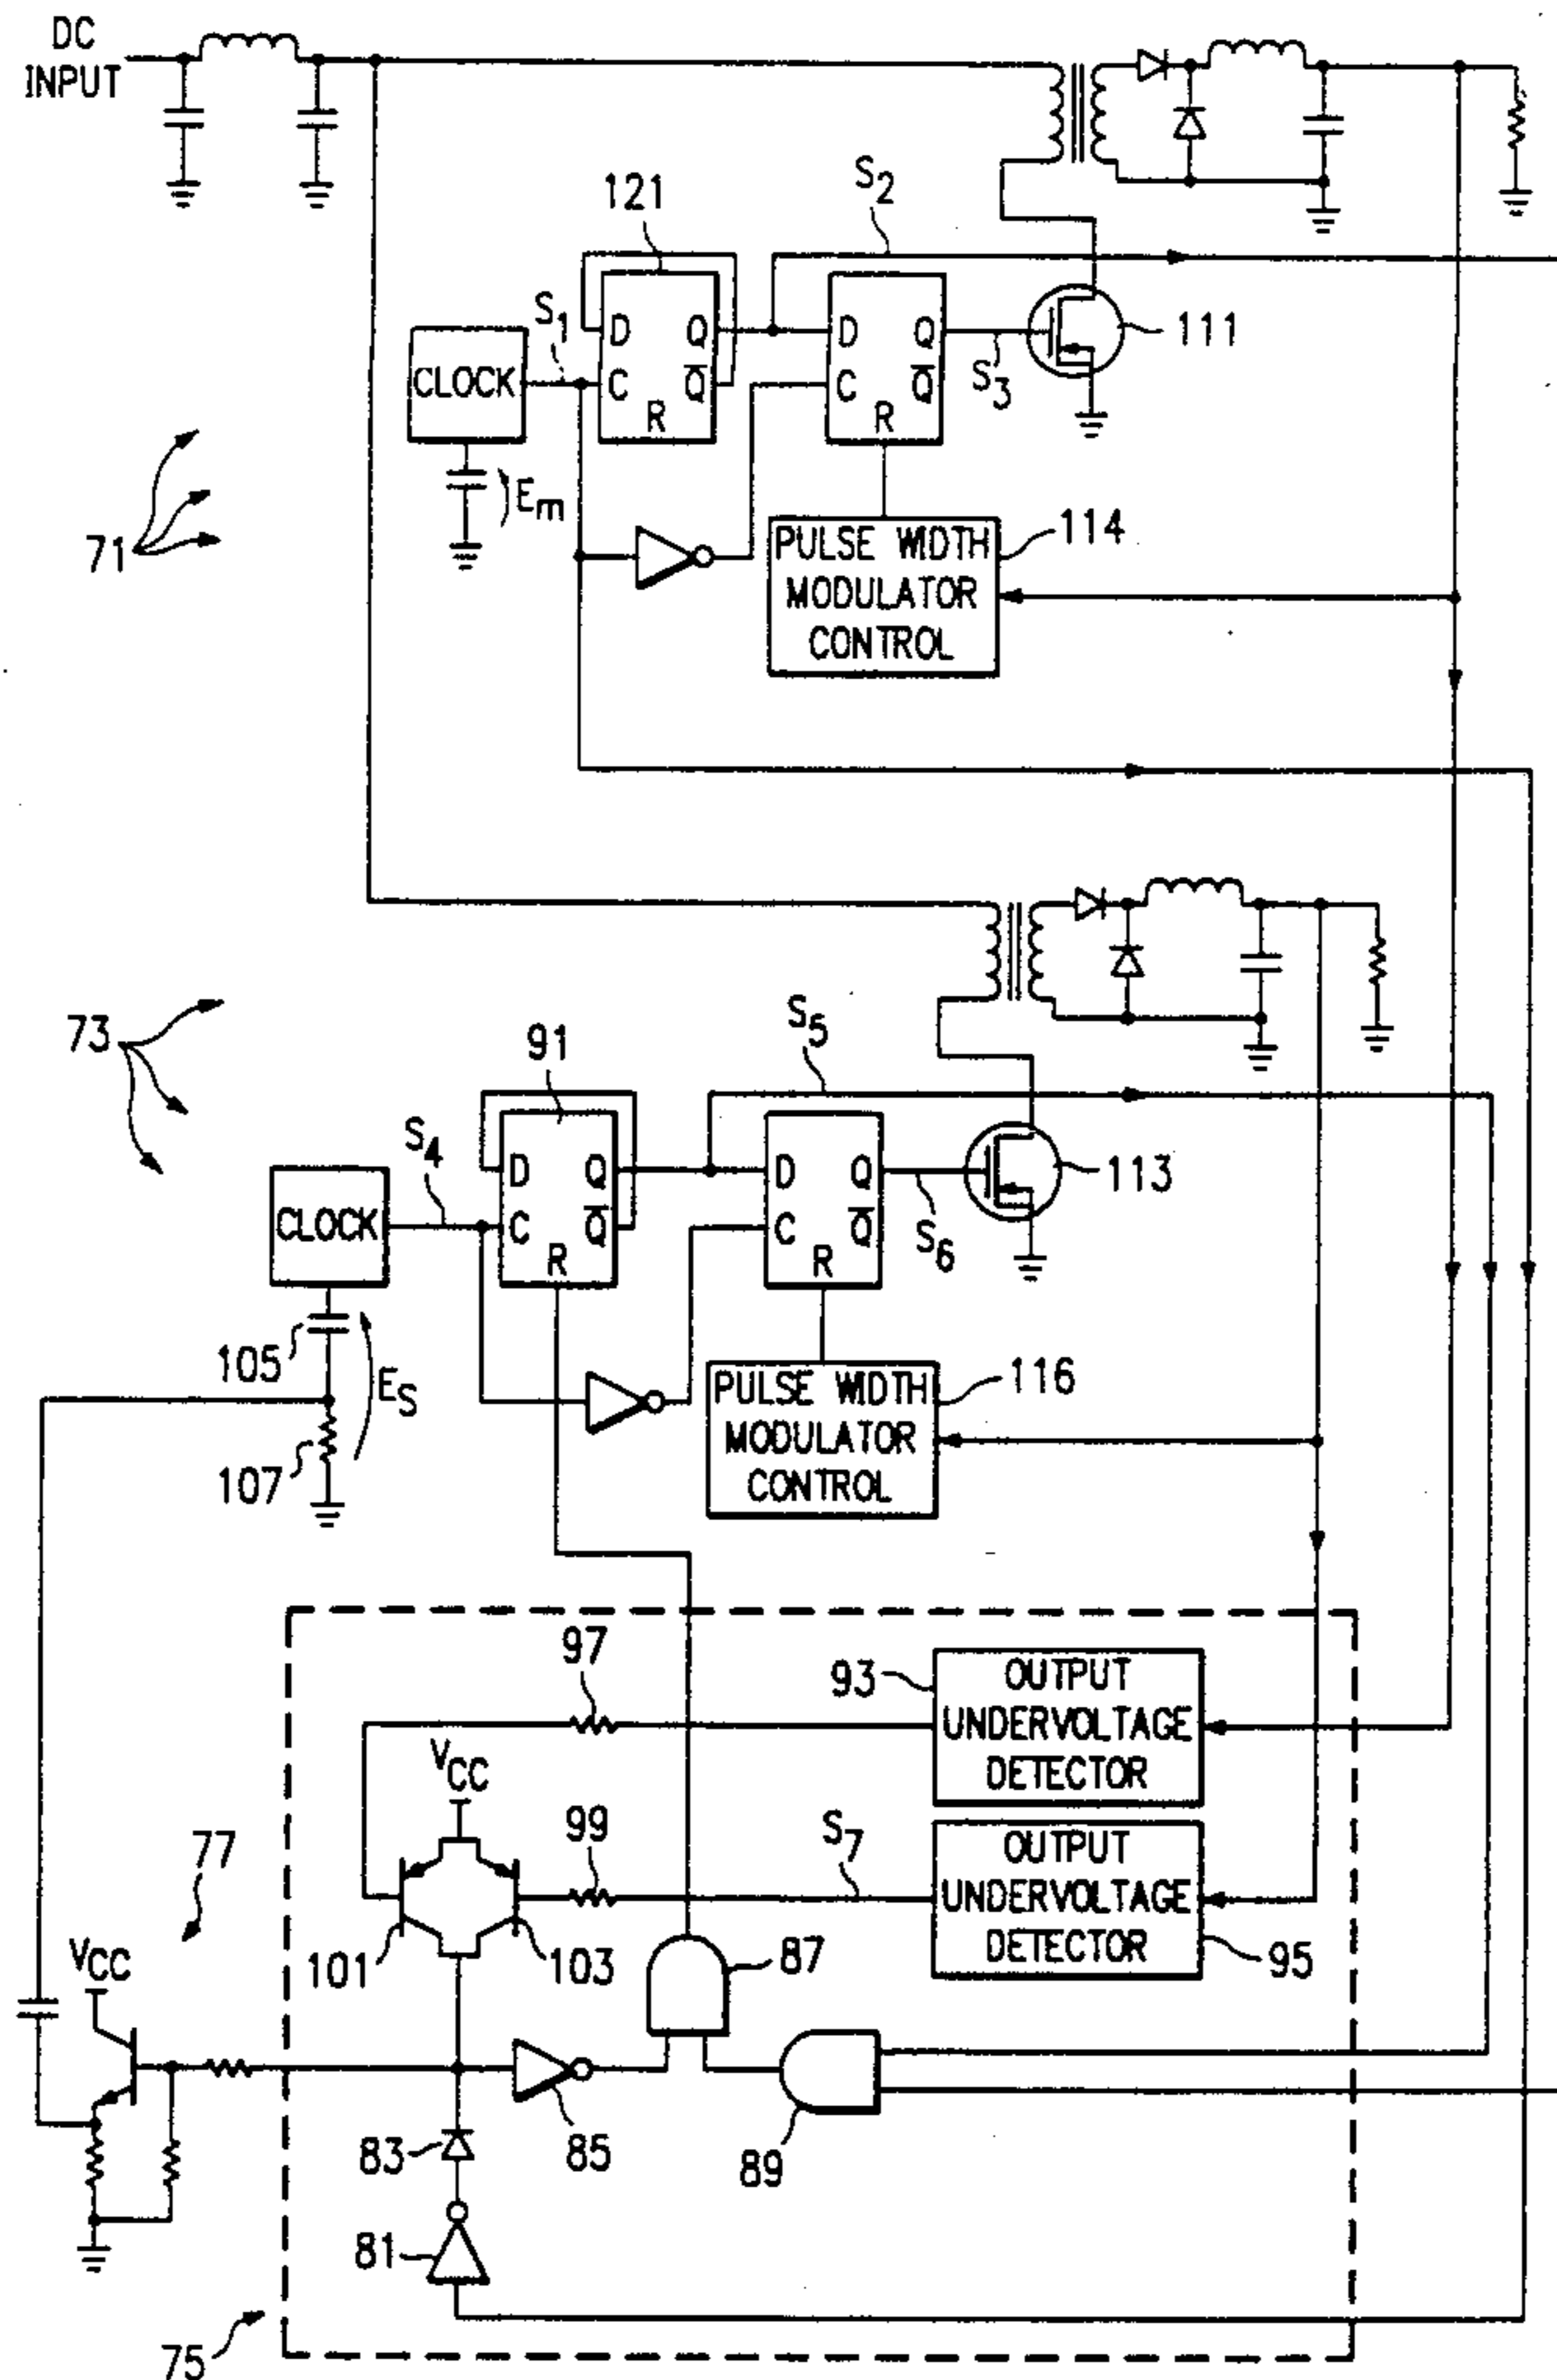 DC
INPUT
121
S2
S1
D Q
C Q̅
R
D Q
C Q̅
R
S3
111
CLOCK
Em
71
PULSE WIDTH
MODULATOR
CONTROL
114
73
91
S5
S4
D Q
C Q̅
R
D Q
C Q̅
R
S6
113
CLOCK
105
ES
107
PULSE WIDTH
MODULATOR
CONTROL
116
97
93
OUTPUT
UNDERVOLTAGE
DETECTOR
VCC
99
S7
OUTPUT
UNDERVOLTAGE
DETECTOR
95
77
101
103
87
VCC
83
85
89
81
75